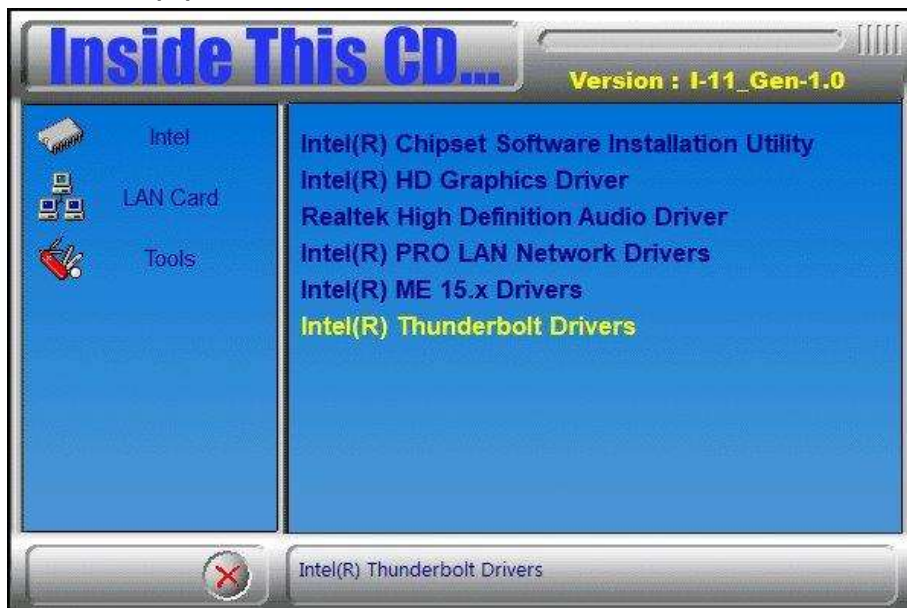 Inside This CD...
Version : I-11_Gen-1.0
Intel
LAN Card
Tools
Intel(R) Chipset Software Installation Utility
Intel(R) HD Graphics Driver
Realtek High Definition Audio Driver
Intel(R) PRO LAN Network Drivers
Intel(R) ME 15.x Drivers
Intel(R) Thunderbolt Drivers
Intel(R) Thunderbolt Drivers